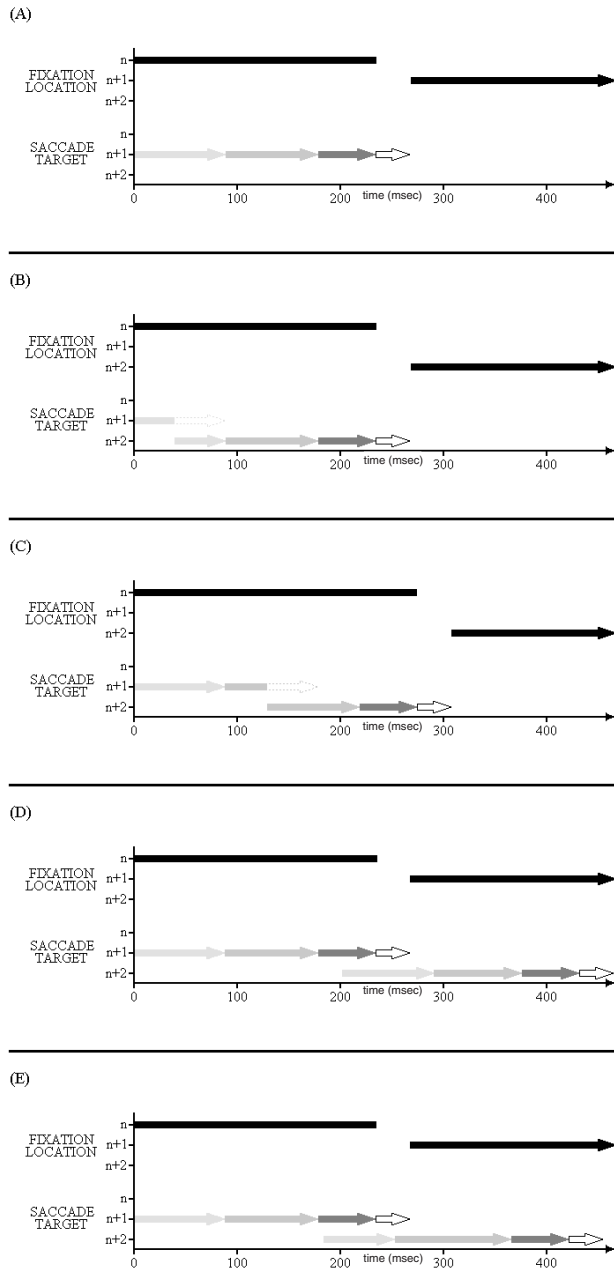 (A)
n
FIXATION LOCATION n+1
n+2
n
SACCADE TARGET n+1
n+2
0 100 200 time (msec) 300 400
(B)
n
FIXATION LOCATION n+1
n+2
n
SACCADE TARGET n+1
n+2
0 100 200 time (msec) 300 400
(C)
n
FIXATION LOCATION n+1
n+2
n
SACCADE TARGET n+1
n+2
0 100 200 time (msec) 300 400
(D)
n
FIXATION LOCATION n+1
n+2
n
SACCADE TARGET n+1
n+2
0 100 200 time (msec) 300 400
(E)
n
FIXATION LOCATION n+1
n+2
n
SACCADE TARGET n+1
n+2
0 100 200 time (msec) 300 400